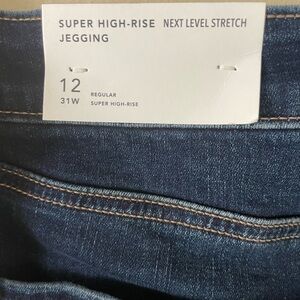 SUPER HIGH-RISE NEXT LEVEL STRETCH
JEGGING
12 REGULAR
31W SUPER HIGH-RISE